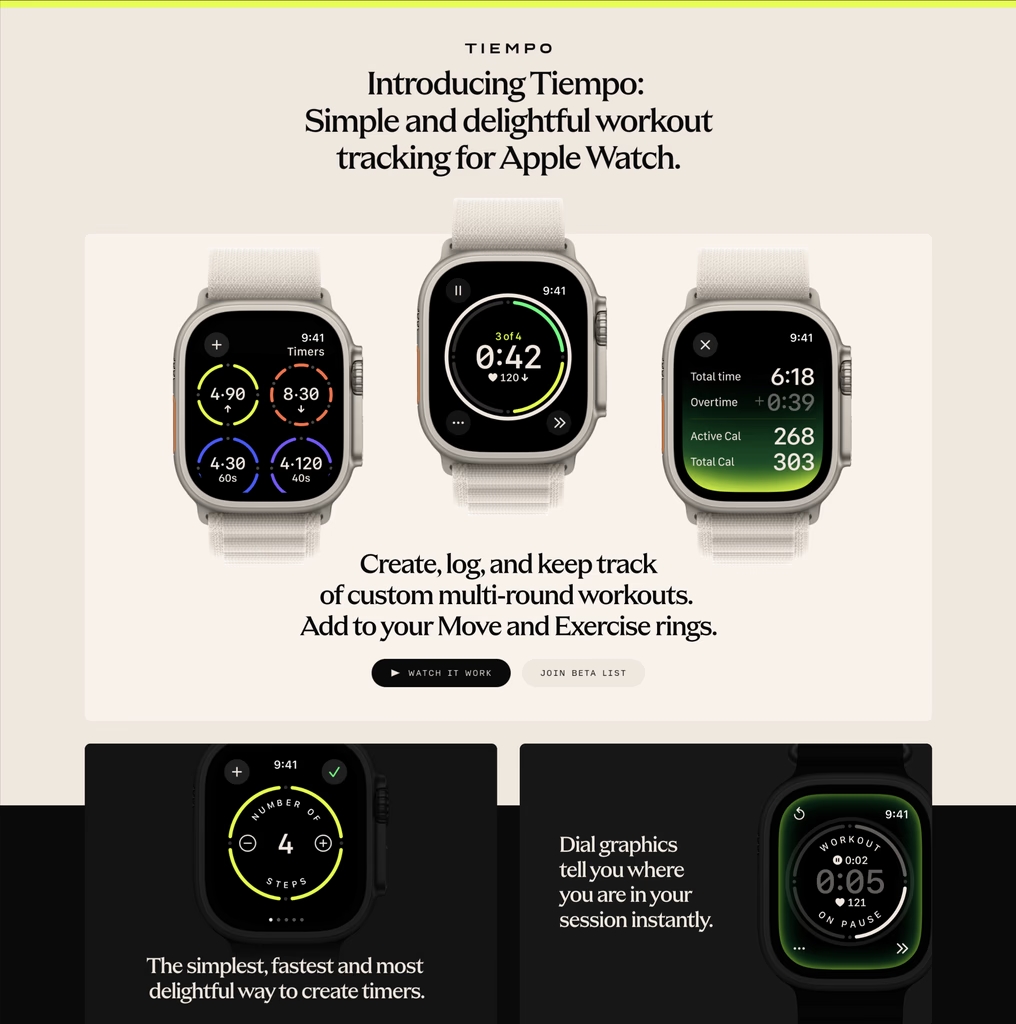 TIEMPO
Introducing Tiempo:
Simple and delightful workout
tracking for Apple Watch.
9:41
Timers
4·90
8·30
4·30
60s
4·120
40s
9:41
3 of 4
0:42
120
9:41
Total time 6:18
Overtime +0:39
Active Cal 268
Total Cal 303
Create, log, and keep track
of custom multi-round workouts.
Add to your Move and Exercise rings.
WATCH IT WORK
JOIN BETA LIST
9:41
NUMBER OF
4
STEPS
The simplest, fastest and most
delightful way to create timers.
Dial graphics
tell you where
you are in your
session instantly.
9:41
WORKOUT
0:02
0:05
121
ON PAUSE